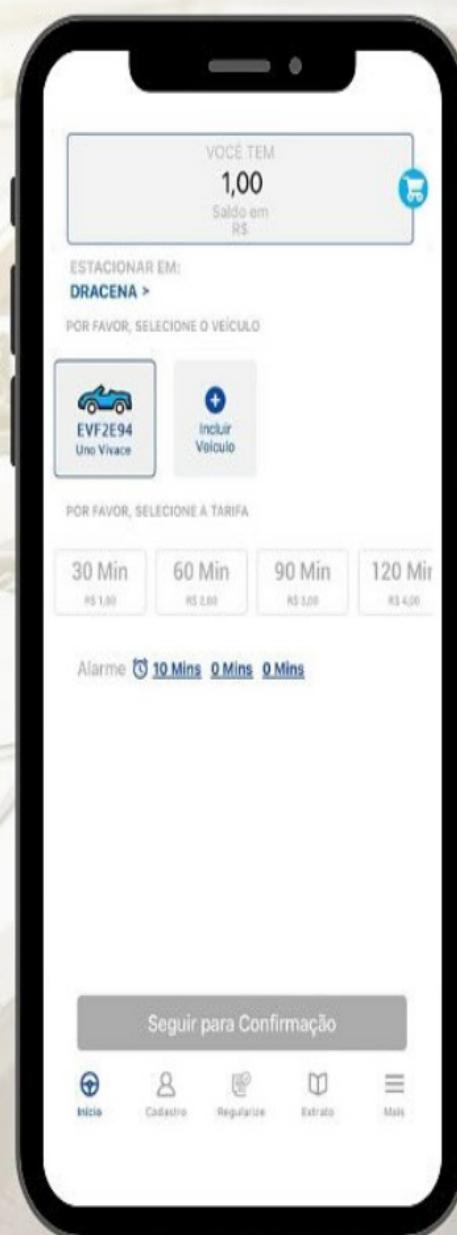 VOCÊ TEM
1,00
Saldo em
R$
ESTACIONAR EM:
DRACENA >
POR FAVOR, SELECIONE O VEÍCULO
EVF2E94
Uno Vivace
Incluir
Veículo
POR FAVOR, SELECIONE A TARIFA
30 Min 60 Min 90 Min 120 Min
R$ 1,00 R$ 2,00 R$ 3,00 R$ 4,00
Alarme 10 Mins 0 Mins 0 Mins
Seguir para Confirmação
Início Cadastro Regularize Extrato Mais